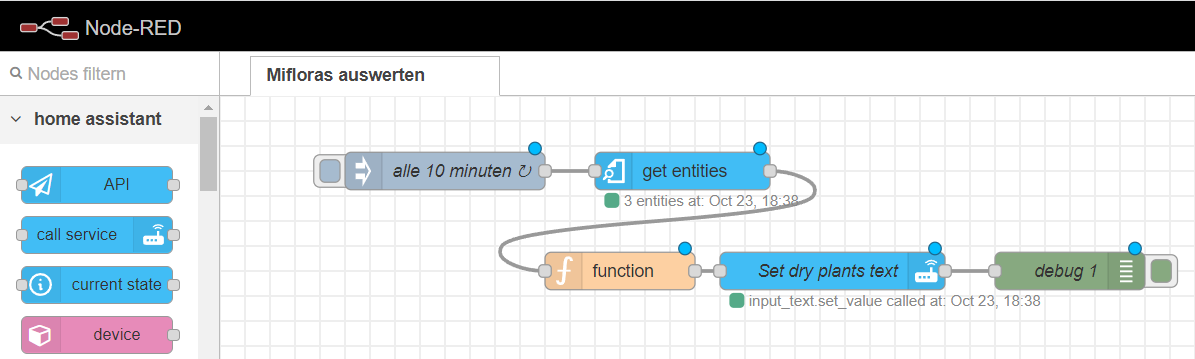 Node-RED
Nodes filtern
Mifloras auswerten
home assistant
API
call service
current state
device
alle 10 minuten ↻
get entities
3 entities at: Oct 23, 18:38
function
Set dry plants text
debug 1
input_text.set_value called at: Oct 23, 18:38